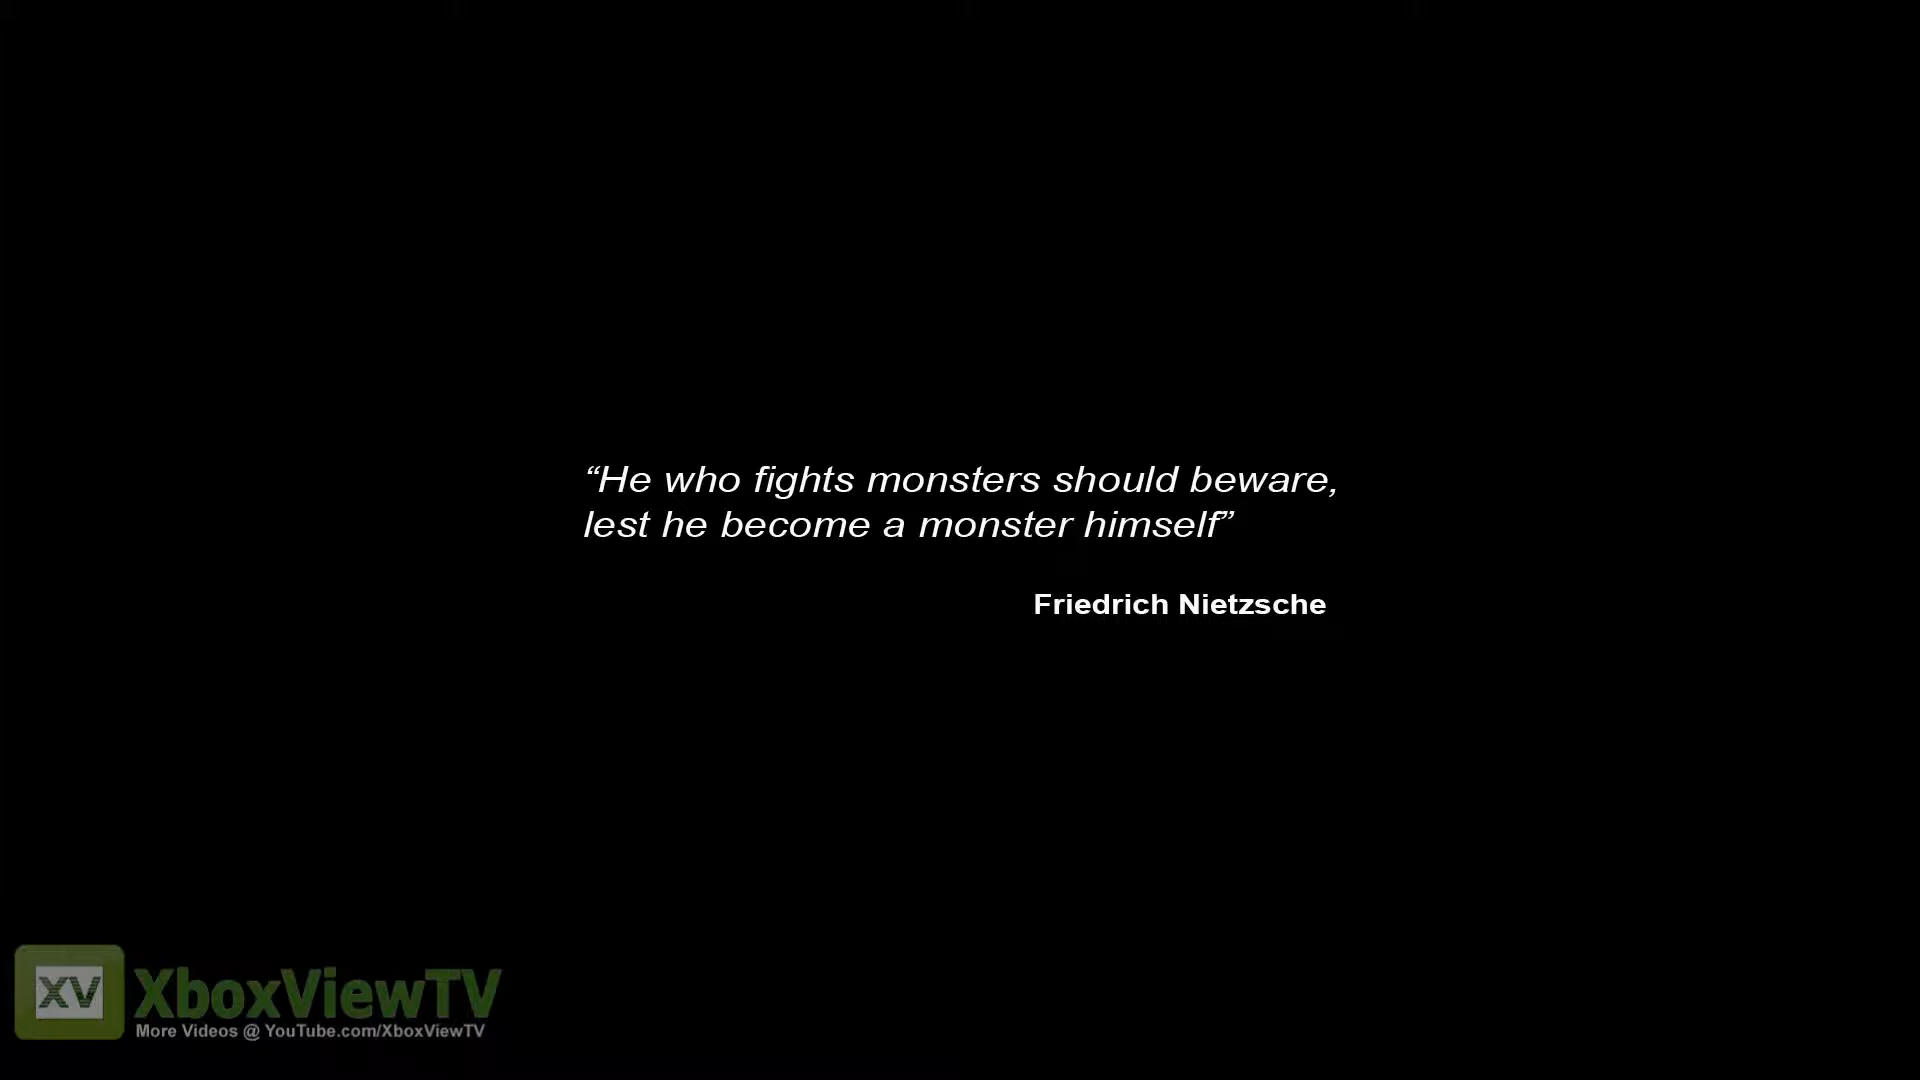 “He who fights monsters should beware,
lest he become a monster himself”
Friedrich Nietzsche
XV XboxViewTV
More Videos @ YouTube.com/XboxViewTV